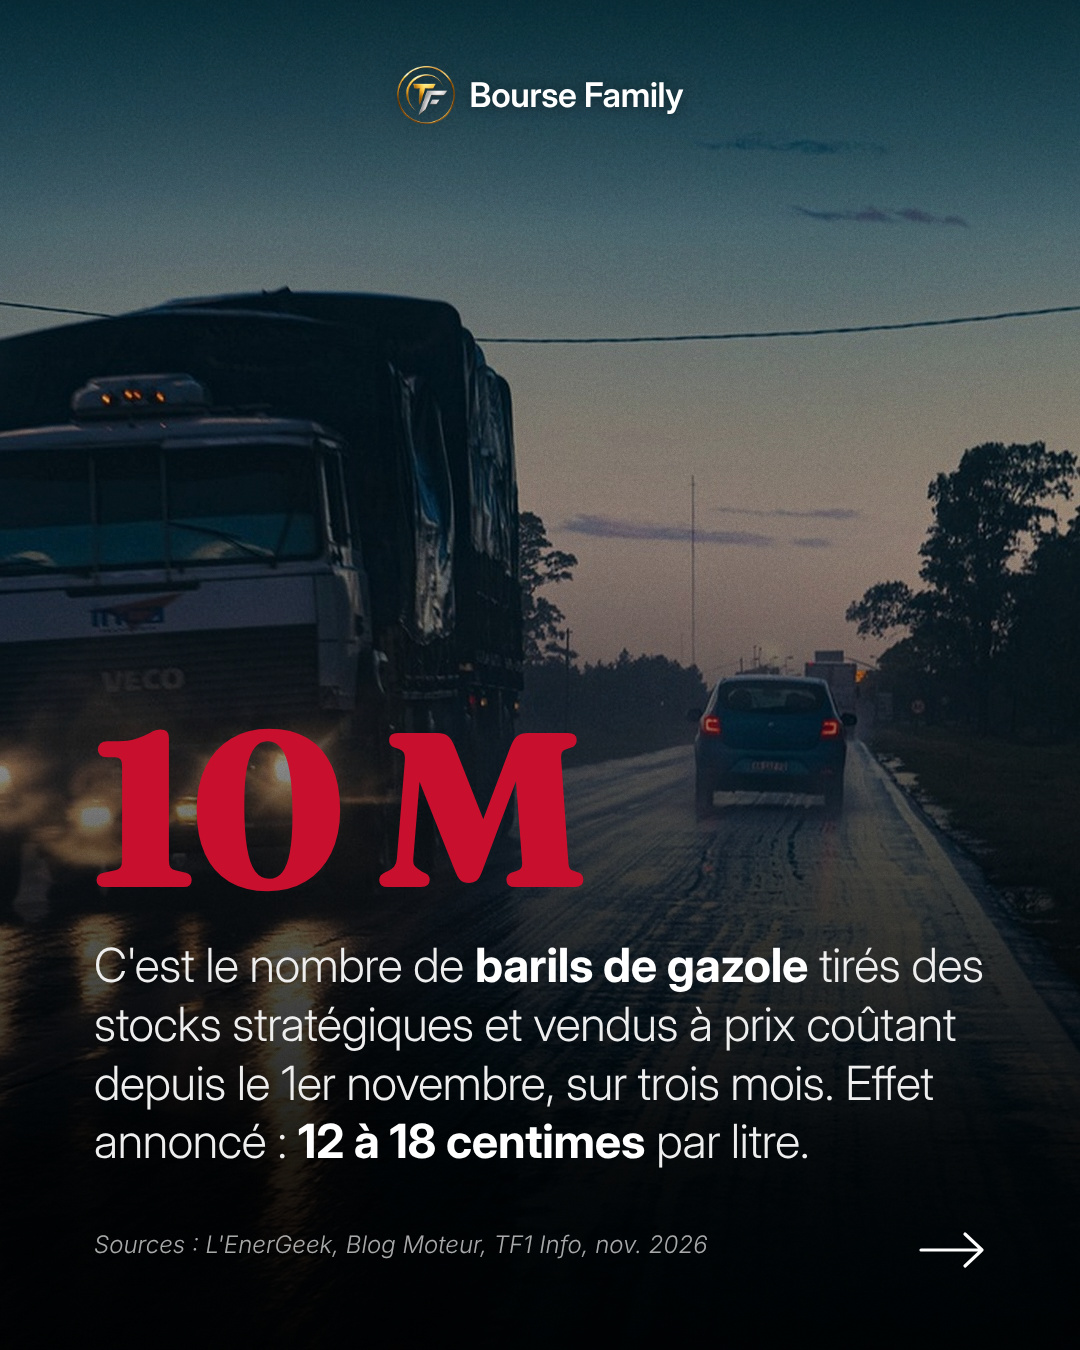 Bourse Family
VECO
10 M
C'est le nombre de barils de gazole tirés des
stocks stratégiques et vendus à prix coûtant
depuis le 1er novembre, sur trois mois. Effet
annoncé : 12 à 18 centimes par litre.
Sources : L'EnerGeek, Blog Moteur, TF1 Info, nov. 2026